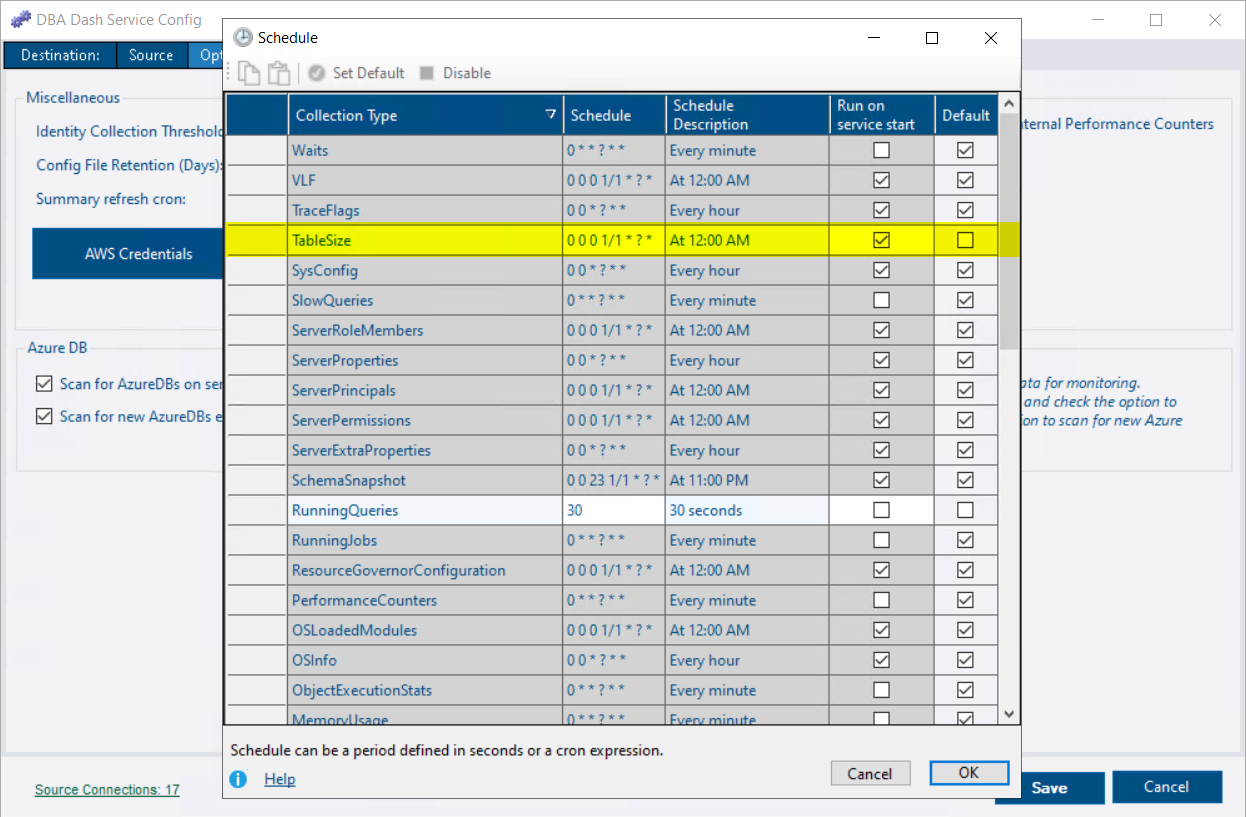 DBA Dash Service Config
Destination: Source
Miscellaneous
Identity Collection
Config File Retention (Days):
Summary refresh cron:
AWS Credentials
Azure DB
Scan for AzureDBs on
Scan for new AzureDBs
Source Connections: 17
Schedule
Set Default Disable
Collection Type Schedule Schedule Description Run on service start Default
Waits 0 * * ? * * Every minute
VLF 0 0 0 1/1 * ? * At 12:00 AM
TraceFlags 0 0 * ? * * Every hour
TableSize 0 0 0 1/1 * ? * At 12:00 AM
SysConfig 0 0 * ? * * Every hour
SlowQueries 0 * * ? * * Every minute
ServerRoleMembers 0 0 0 1/1 * ? * At 12:00 AM
ServerProperties 0 0 * ? * * Every hour
ServerPrincipals 0 0 0 1/1 * ? * At 12:00 AM
ServerPermissions 0 0 0 1/1 * ? * At 12:00 AM
ServerExtraProperties 0 0 * ? * * Every hour
SchemaSnapshot 0 0 23 1/1 * ? * At 11:00 PM
RunningQueries 30 30 seconds
RunningJobs 0 * * ? * * Every minute
ResourceGovernorConfiguration 0 0 0 1/1 * ? * At 12:00 AM
PerformanceCounters 0 * * ? * * Every minute
OSLoadedModules 0 0 0 1/1 * ? * At 12:00 AM
OSInfo 0 0 * ? * * Every hour
ObjectExecutionStats 0 * * ? * * Every minute
MemoryUsage 0 * * ? * * Every minute
Schedule can be a period defined in seconds or a cron expression.
Help
Cancel OK
Performance Counters
for monitoring.
and check the option to
to scan for new Azure
Save Cancel